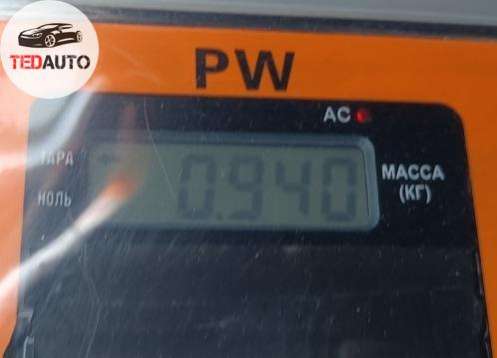 TEDAUTO
PW
AC
ТАРА
НОЛЬ
0.940
МАССА
(КГ)